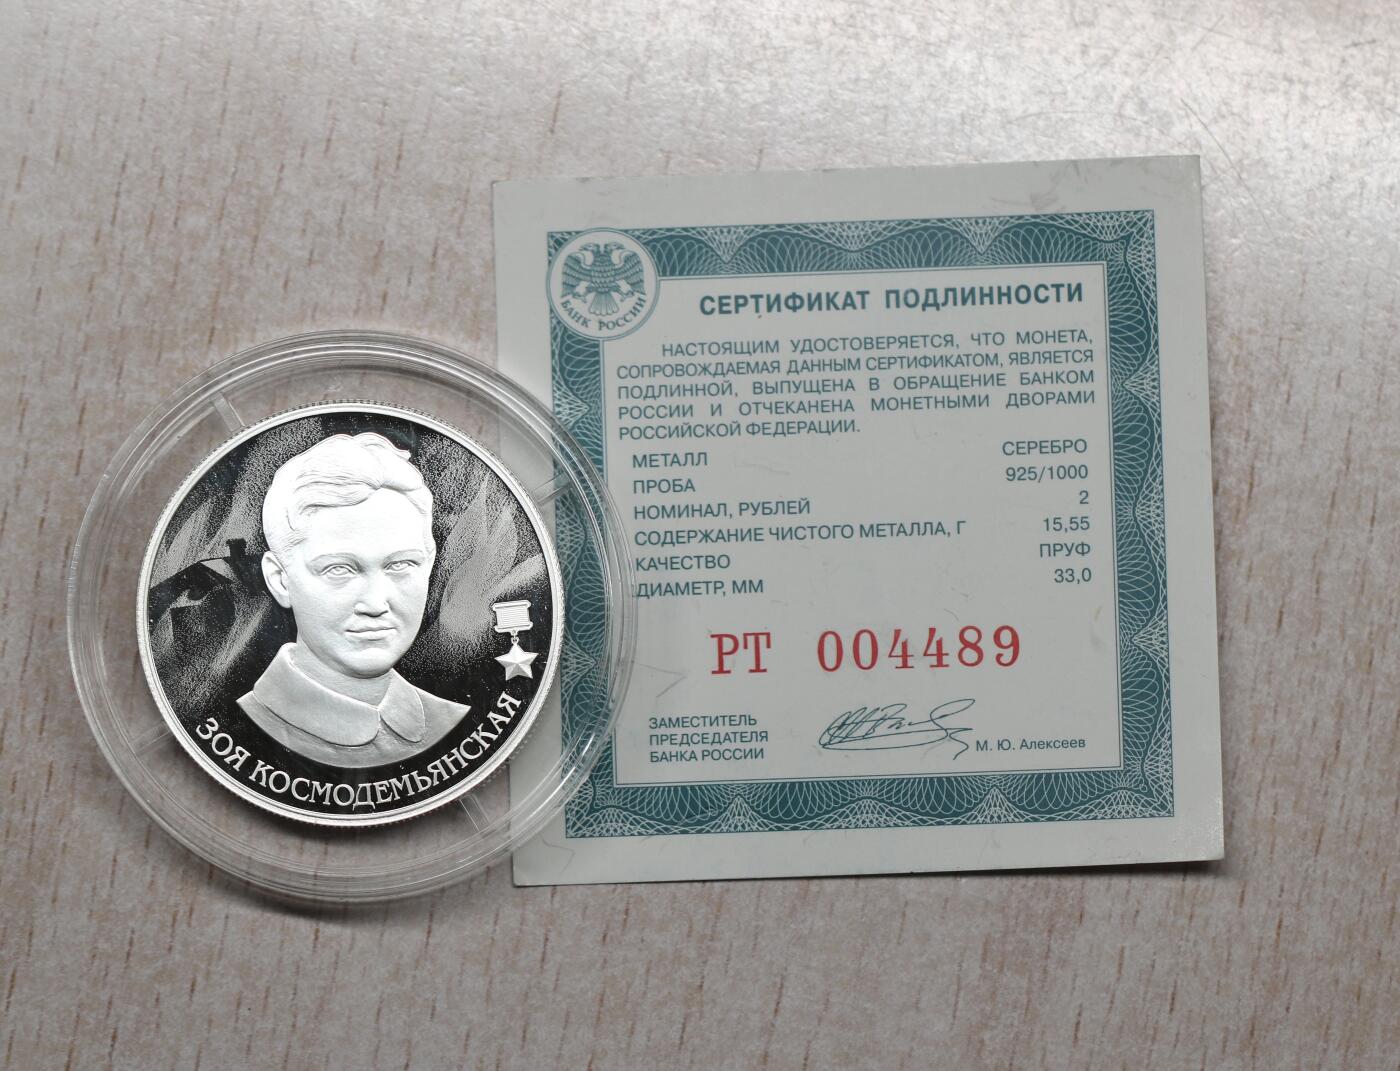 БАНК РОССИИ
СЕРТИФИКАТ ПОДЛИННОСТИ
НАСТОЯЩИМ УДОСТОВЕРЯЕТСЯ, ЧТО МОНЕТА,
СОПРОВОЖДАЕМАЯ ДАННЫМ СЕРТИФИКАТОМ, ЯВЛЯЕТСЯ
ПОДЛИННОЙ, ВЫПУЩЕНА В ОБРАЩЕНИЕ БАНКОМ
РОССИИ И ОТЧЕКАНЕНА МОНЕТНЫМИ ДВОРАМИ
РОССИЙСКОЙ ФЕДЕРАЦИИ.
МЕТАЛЛ СЕРЕБРО
ПРОБА 925/1000
НОМИНАЛ, РУБЛЕЙ 2
СОДЕРЖАНИЕ ЧИСТОГО МЕТАЛЛА, Г 15,55
КАЧЕСТВО ПРУФ
ДИАМЕТР, ММ 33,0
РТ 004489
ЗАМЕСТИТЕЛЬ
ПРЕДСЕДАТЕЛЯ
БАНКА РОССИИ
М. Ю. Алексеев
ЗОЯ КОСМОДЕМЬЯНСКАЯ